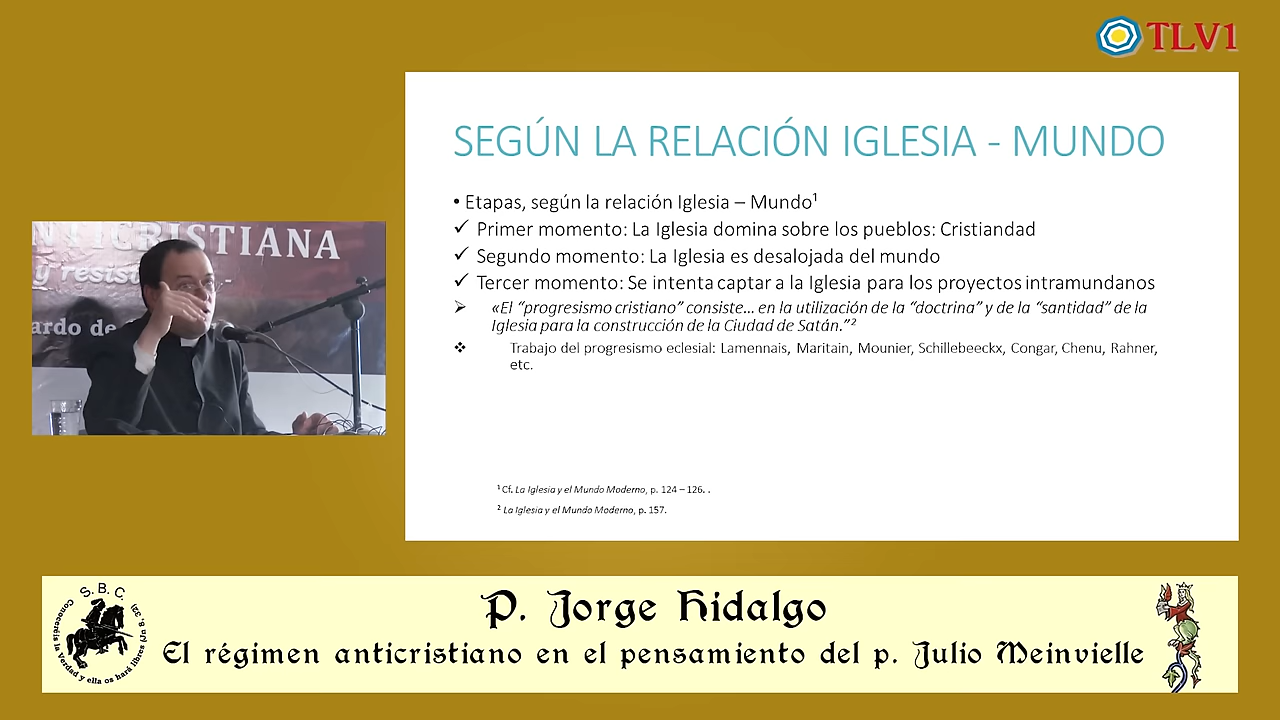 TLV1
SEGÚN LA RELACIÓN IGLESIA - MUNDO
• Etapas, según la relación Iglesia – Mundo¹
✓ Primer momento: La Iglesia domina sobre los pueblos: Cristiandad
✓ Segundo momento: La Iglesia es desalojada del mundo
✓ Tercer momento: Se intenta captar a la Iglesia para los proyectos intramundanos
➢ «El “progresismo cristiano” consiste... en la utilización de la “doctrina” y de la “santidad” de la
Iglesia para la construcción de la Ciudad de Satán.”²
❖ Trabajo del progresismo eclesial: Lamennais, Maritain, Mounier, Schillebeeckx, Congar, Chenu, Rahner,
etc.
¹ Cf. La Iglesia y el Mundo Moderno, p. 124 – 126. .
² La Iglesia y el Mundo Moderno, p. 157.
NTICRISTIANA
y resis
ardo de
S. B. C.
Conoceréis la Verdad y ella os hará libres (Jn 8, 32)
P. Jorge Hidalgo
El régimen anticristiano en el pensamiento del p. Julio Meinvielle